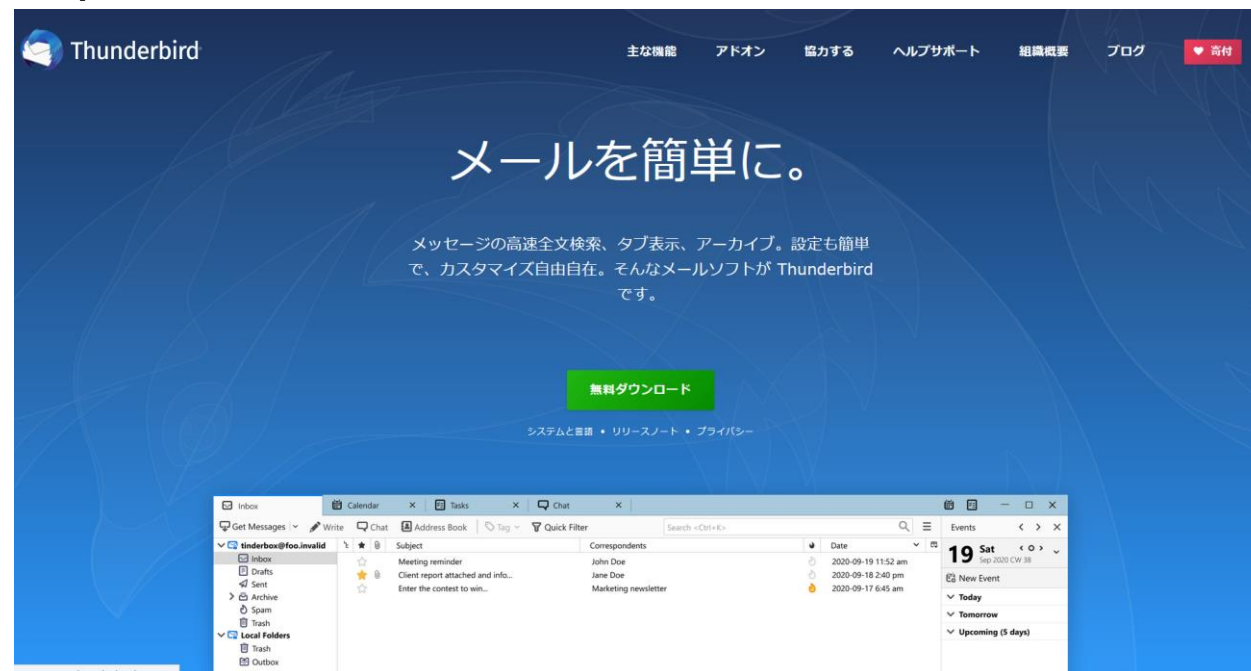 Thunderbird
主な機能 アドオン 協力する ヘルプサポート 組織概要 ブログ 寄付
メールを簡単に。
メッセージの高速全文検索、タブ表示、アーカイブ。設定も簡単
で、カスタマイズ自由自在。そんなメールソフトが Thunderbird
です。
無料ダウンロード
システムと言語 • リリースノート • プライバシー
Inbox Calendar Tasks Chat
Get Messages Write Chat Address Book Tag Quick Filter Search <Ctrl+K> Events
tinderbox@foo.invalid Subject Correspondents Date 19 Sat
Sep 2020 CW 38
Inbox Meeting reminder John Doe 2020-09-19 11:52 am
Drafts Client report attached and info... Jane Doe 2020-09-18 2:40 pm New Event
Sent Enter the contest to win... Marketing newsletter 2020-09-17 6:45 am
Archive Today
Spam Tomorrow
Trash
Local Folders Upcoming (5 days)
Trash
Outbox